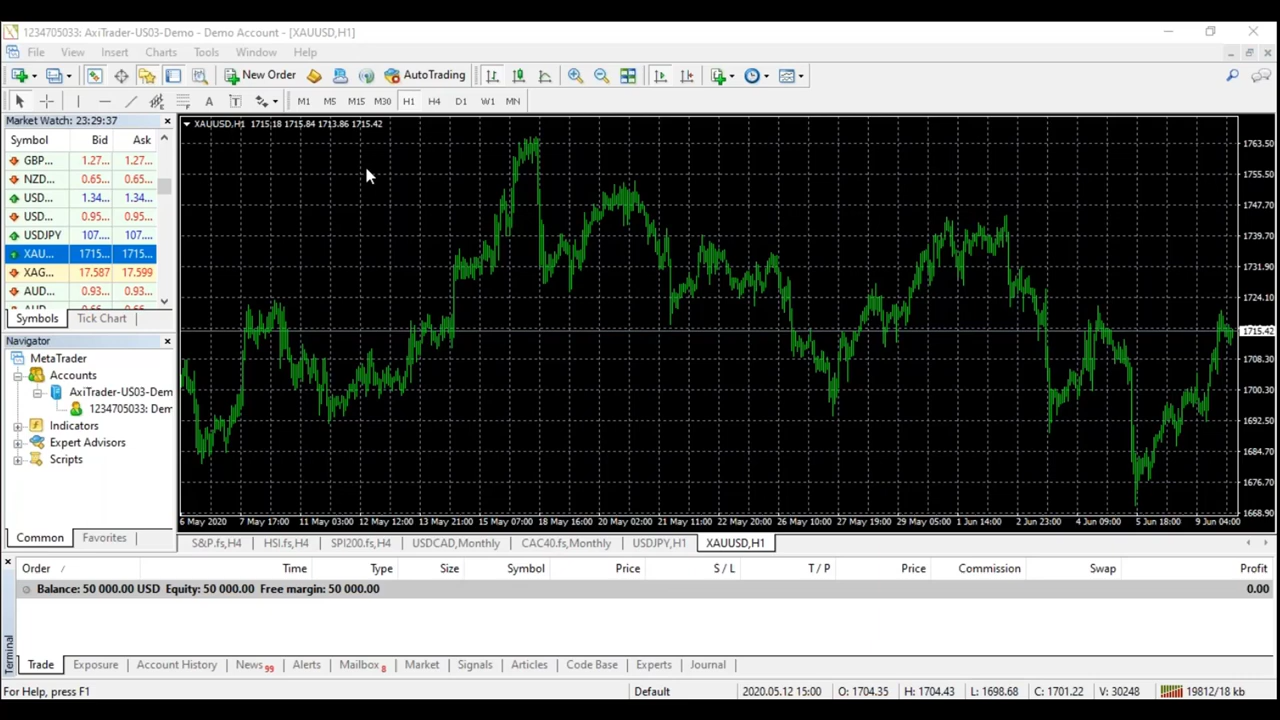 1234705033: AxiTrader-US03-Demo - Demo Account - [XAUUSD,H1]
File View Insert Charts Tools Window Help
New Order AutoTrading
A T M1 M5 M15 M30 H1 H4 D1 W1 MN
Market Watch: 23:29:37
Symbol Bid Ask
GBP... 1.27... 1.27...
NZD... 0.65... 0.65...
USD... 1.34... 1.34...
USD... 0.95... 0.95...
USDJPY 107.... 107....
XAU... 1715... 1715...
XAG... 17.587 17.599
AUD... 0.93... 0.93...
Symbols Tick Chart
Navigator
MetaTrader
Accounts
AxiTrader-US03-Dem
1234705033: Dem
Indicators
Expert Advisors
Scripts
Common Favorites
XAUUSD,H1 1715.18 1715.84 1713.86 1715.42
1763.50
1755.50
1747.70
1739.70
1731.90
1724.10
1715.42
1708.30
1700.30
1692.50
1684.70
1676.70
1668.90
6 May 2020 7 May 17:00 11 May 03:00 12 May 12:00 13 May 21:00 15 May 07:00 18 May 16:00 20 May 02:00 21 May 11:00 22 May 20:00 26 May 10:00 27 May 19:00 29 May 05:00 1 Jun 14:00 2 Jun 23:00 4 Jun 09:00 5 Jun 18:00 9 Jun 04:00
S&P.fs,H4 HSI.fs,H4 SPI200.fs,H4 USDCAD,Monthly CAC40.fs,Monthly USDJPY,H1 XAUUSD,H1
Order / Time Type Size Symbol Price S / L T / P Price Commission Swap Profit
Balance: 50 000.00 USD Equity: 50 000.00 Free margin: 50 000.00 0.00
Terminal
Trade Exposure Account History News 99 Alerts Mailbox 8 Market Signals Articles Code Base Experts Journal
For Help, press F1 Default 2020.05.12 15:00 O: 1704.35 H: 1704.43 L: 1698.68 C: 1701.22 V: 30248 19812/18 kb